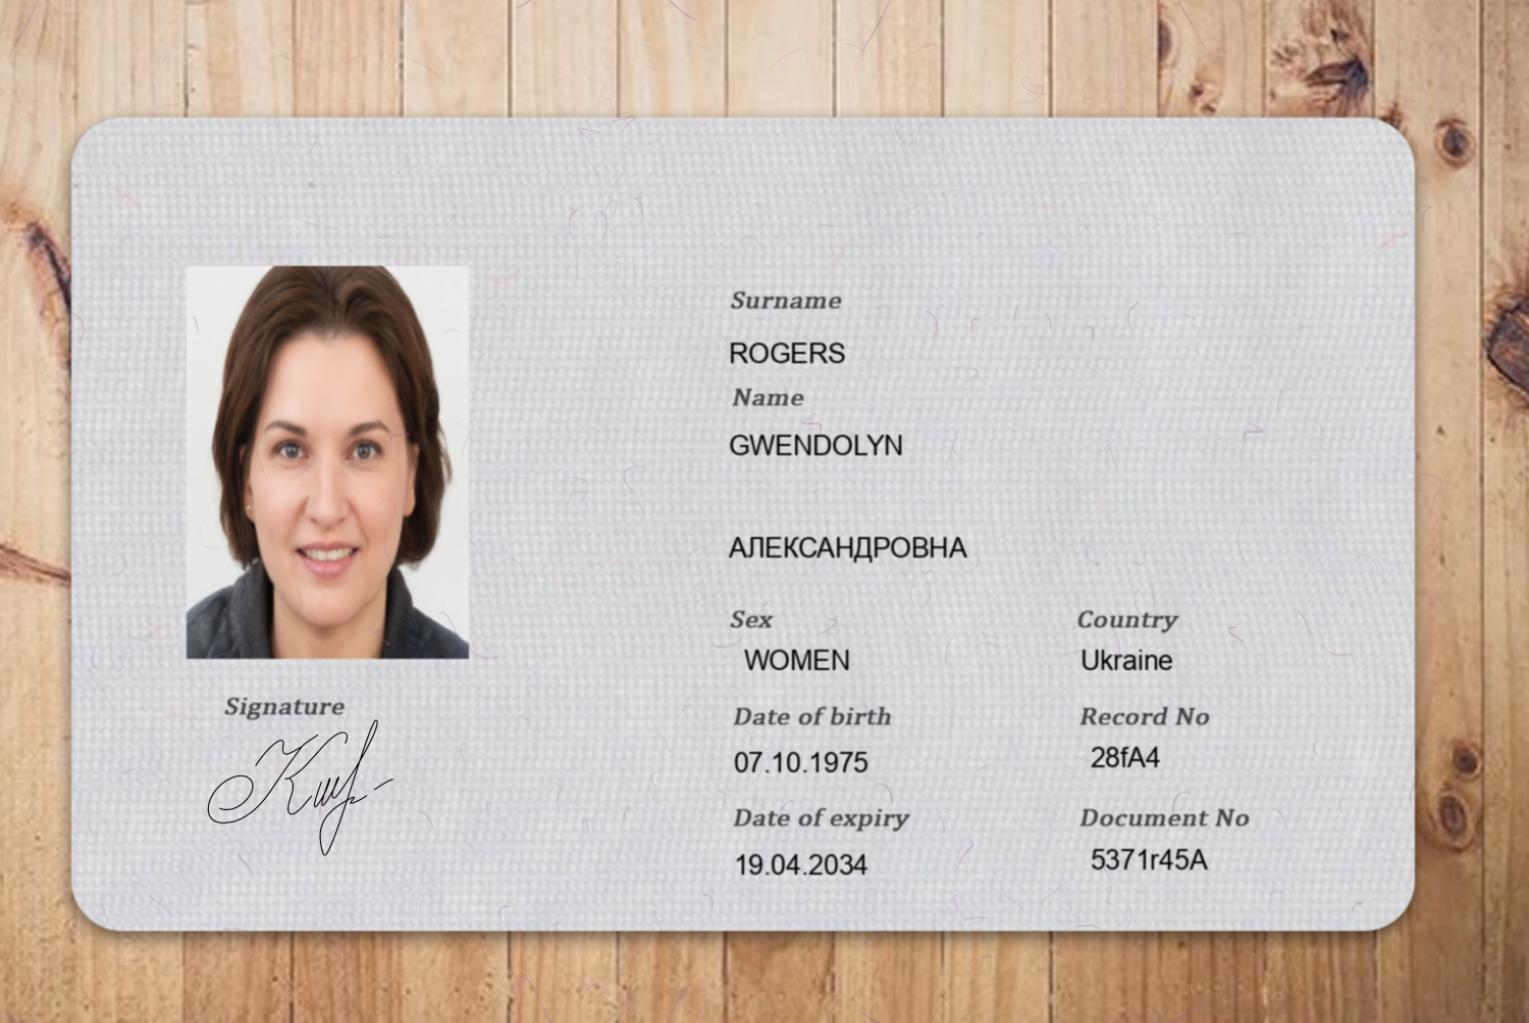 Surname
ROGERS
Name
GWENDOLYN
АЛЕКСАНДРОВНА
Sex
Country
WOMEN
Ukraine
Signature
Date of birth
Record No
07.10.1975
28fA4
Date of expiry
Document No
19.04.2034
5371r45A